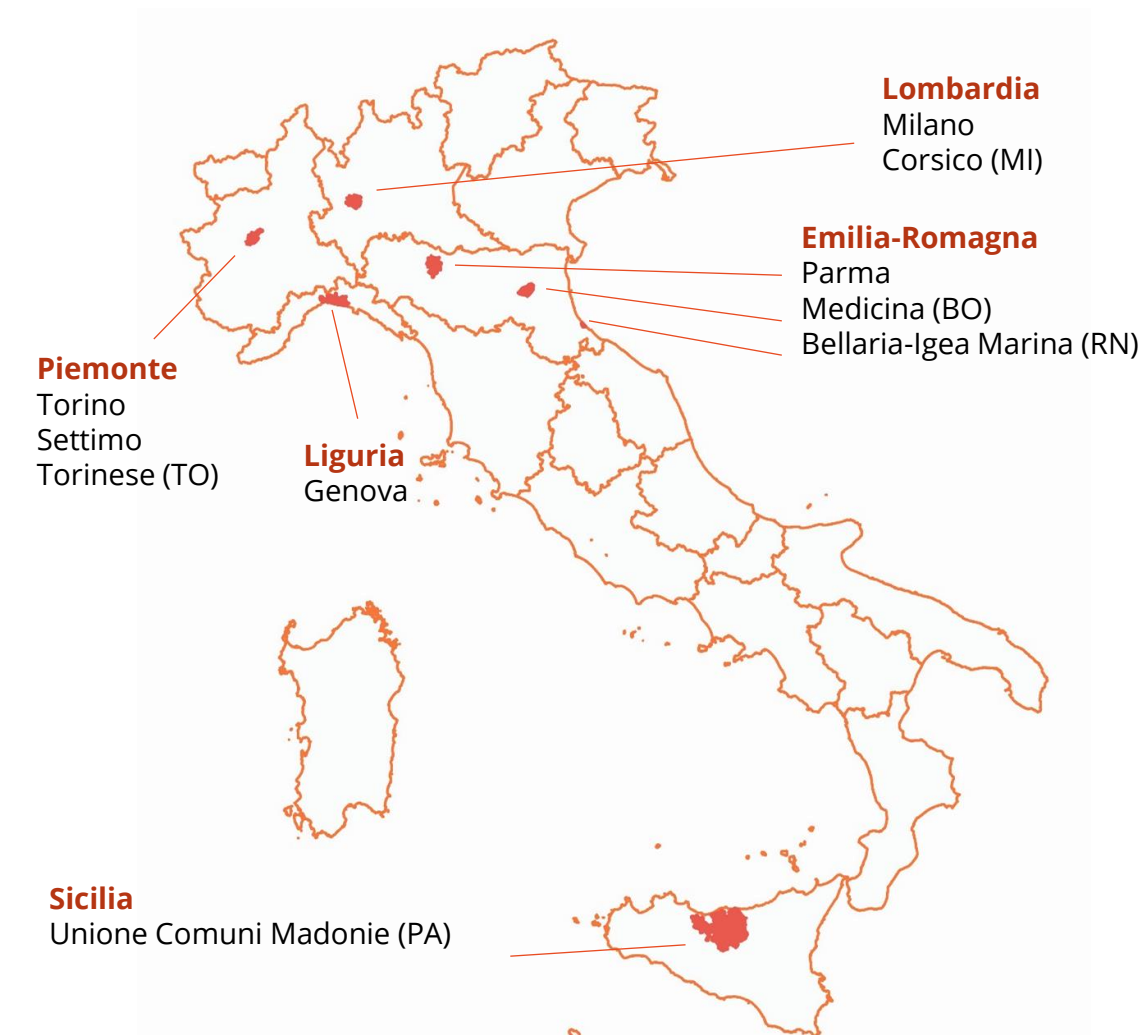 Lombardia
Milano
Corsico (MI)
Emilia-Romagna
Parma
Medicina (BO)
Bellaria-Igea Marina (RN)
Piemonte
Torino
Settimo
Torinese (TO)
Liguria
Genova
Sicilia
Unione Comuni Madonie (PA)